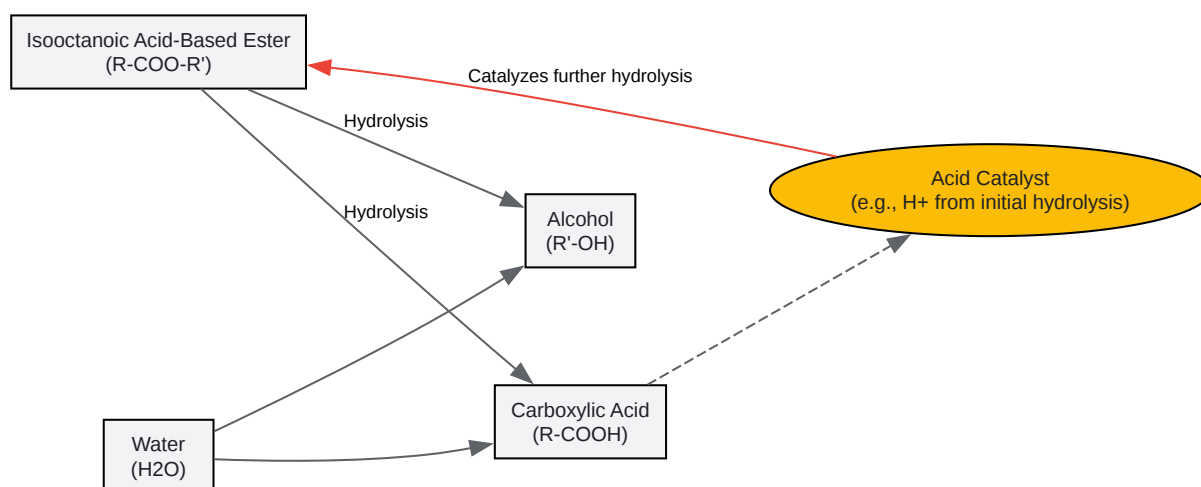 Isooctanoic Acid-Based Ester
(R-COO-R')
Catalyzes further hydrolysis
Hydrolysis
Acid Catalyst
(e.g., H+ from initial hydrolysis)
Hydrolysis
Alcohol
(R'-OH)
Carboxylic Acid
(R-COOH)
Water
(H2O)